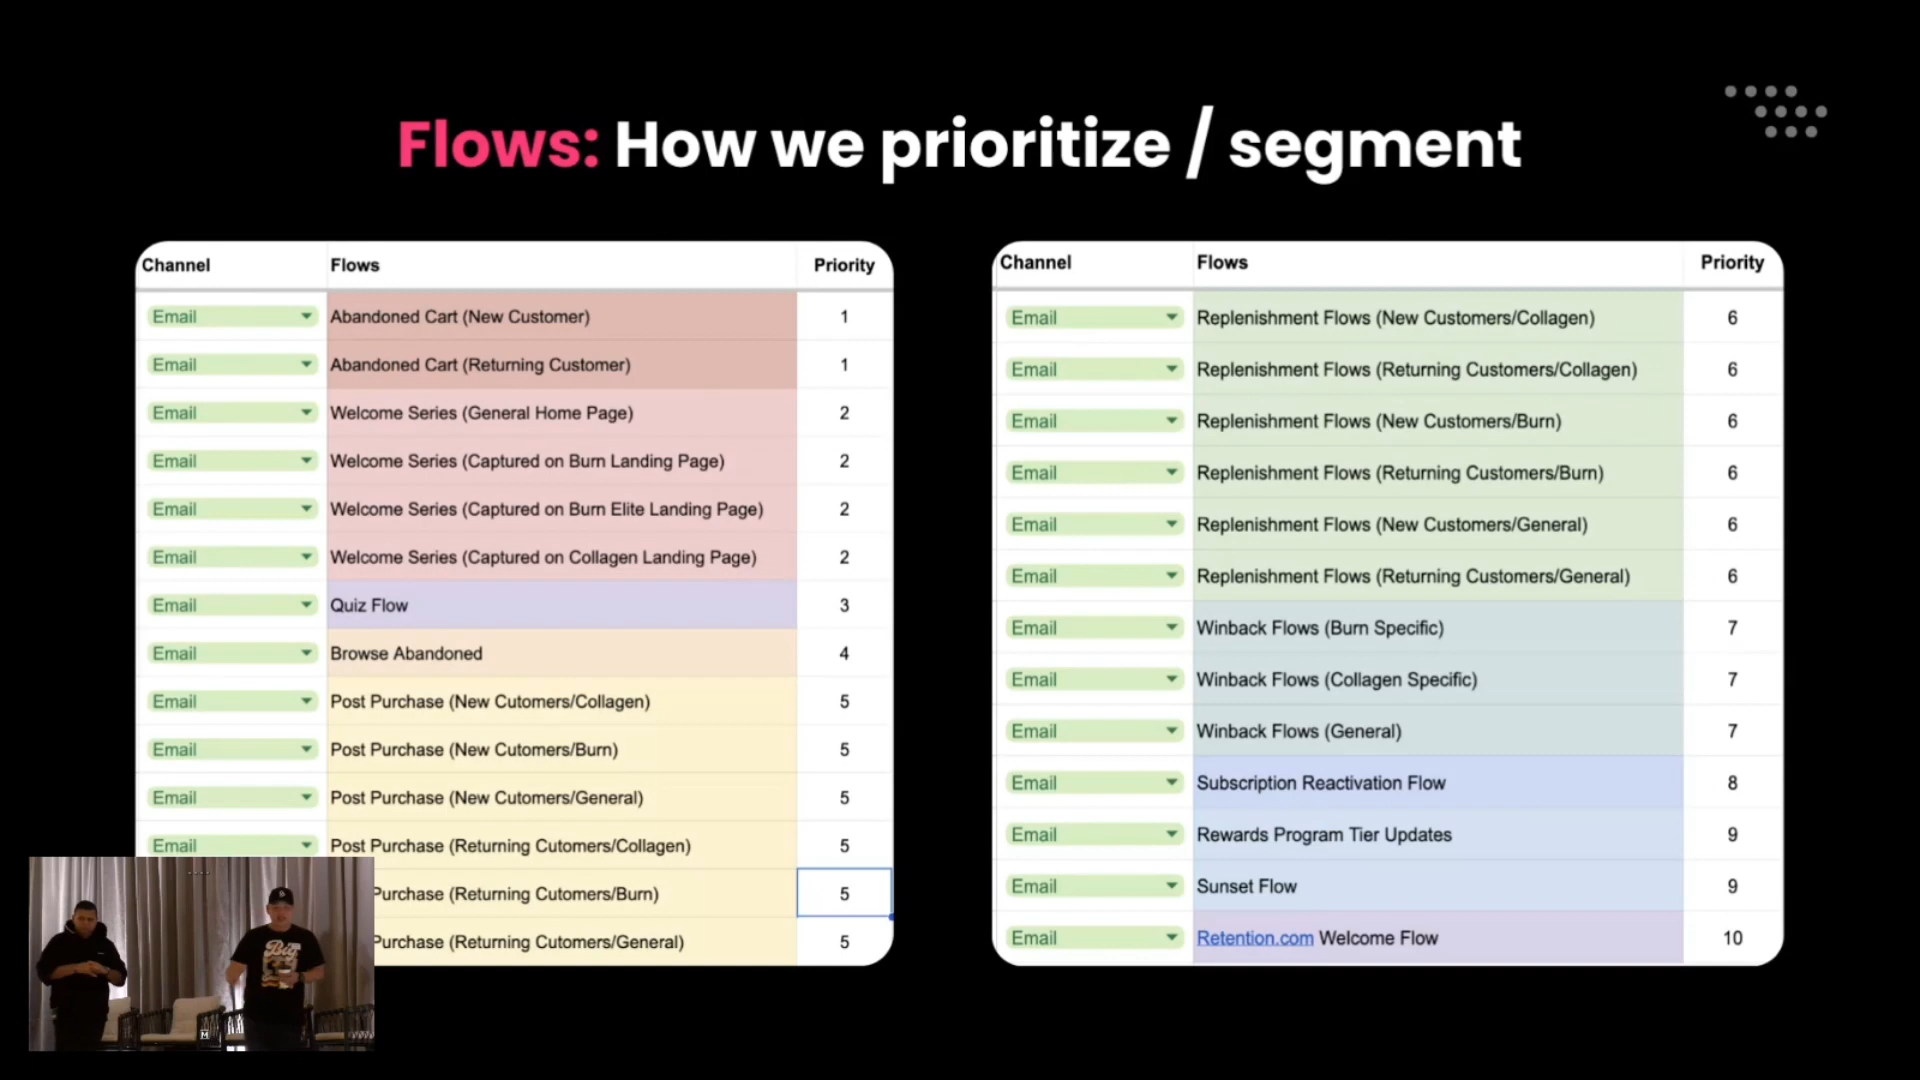 Flows: How we prioritize / segment
Channel Flows Priority
Email Abandoned Cart (New Customer) 1
Email Abandoned Cart (Returning Customer) 1
Email Welcome Series (General Home Page) 2
Email Welcome Series (Captured on Burn Landing Page) 2
Email Welcome Series (Captured on Burn Elite Landing Page) 2
Email Welcome Series (Captured on Collagen Landing Page) 2
Email Quiz Flow 3
Email Browse Abandoned 4
Email Post Purchase (New Cutomers/Collagen) 5
Email Post Purchase (New Cutomers/Burn) 5
Email Post Purchase (New Cutomers/General) 5
Email Post Purchase (Returning Cutomers/Collagen) 5
Purchase (Returning Cutomers/Burn) 5
Purchase (Returning Cutomers/General) 5
Channel Flows Priority
Email Replenishment Flows (New Customers/Collagen) 6
Email Replenishment Flows (Returning Customers/Collagen) 6
Email Replenishment Flows (New Customers/Burn) 6
Email Replenishment Flows (Returning Customers/Burn) 6
Email Replenishment Flows (New Customers/General) 6
Email Replenishment Flows (Returning Customers/General) 6
Email Winback Flows (Burn Specific) 7
Email Winback Flows (Collagen Specific) 7
Email Winback Flows (General) 7
Email Subscription Reactivation Flow 8
Email Rewards Program Tier Updates 9
Email Sunset Flow 9
Email Retention.com Welcome Flow 10
Big